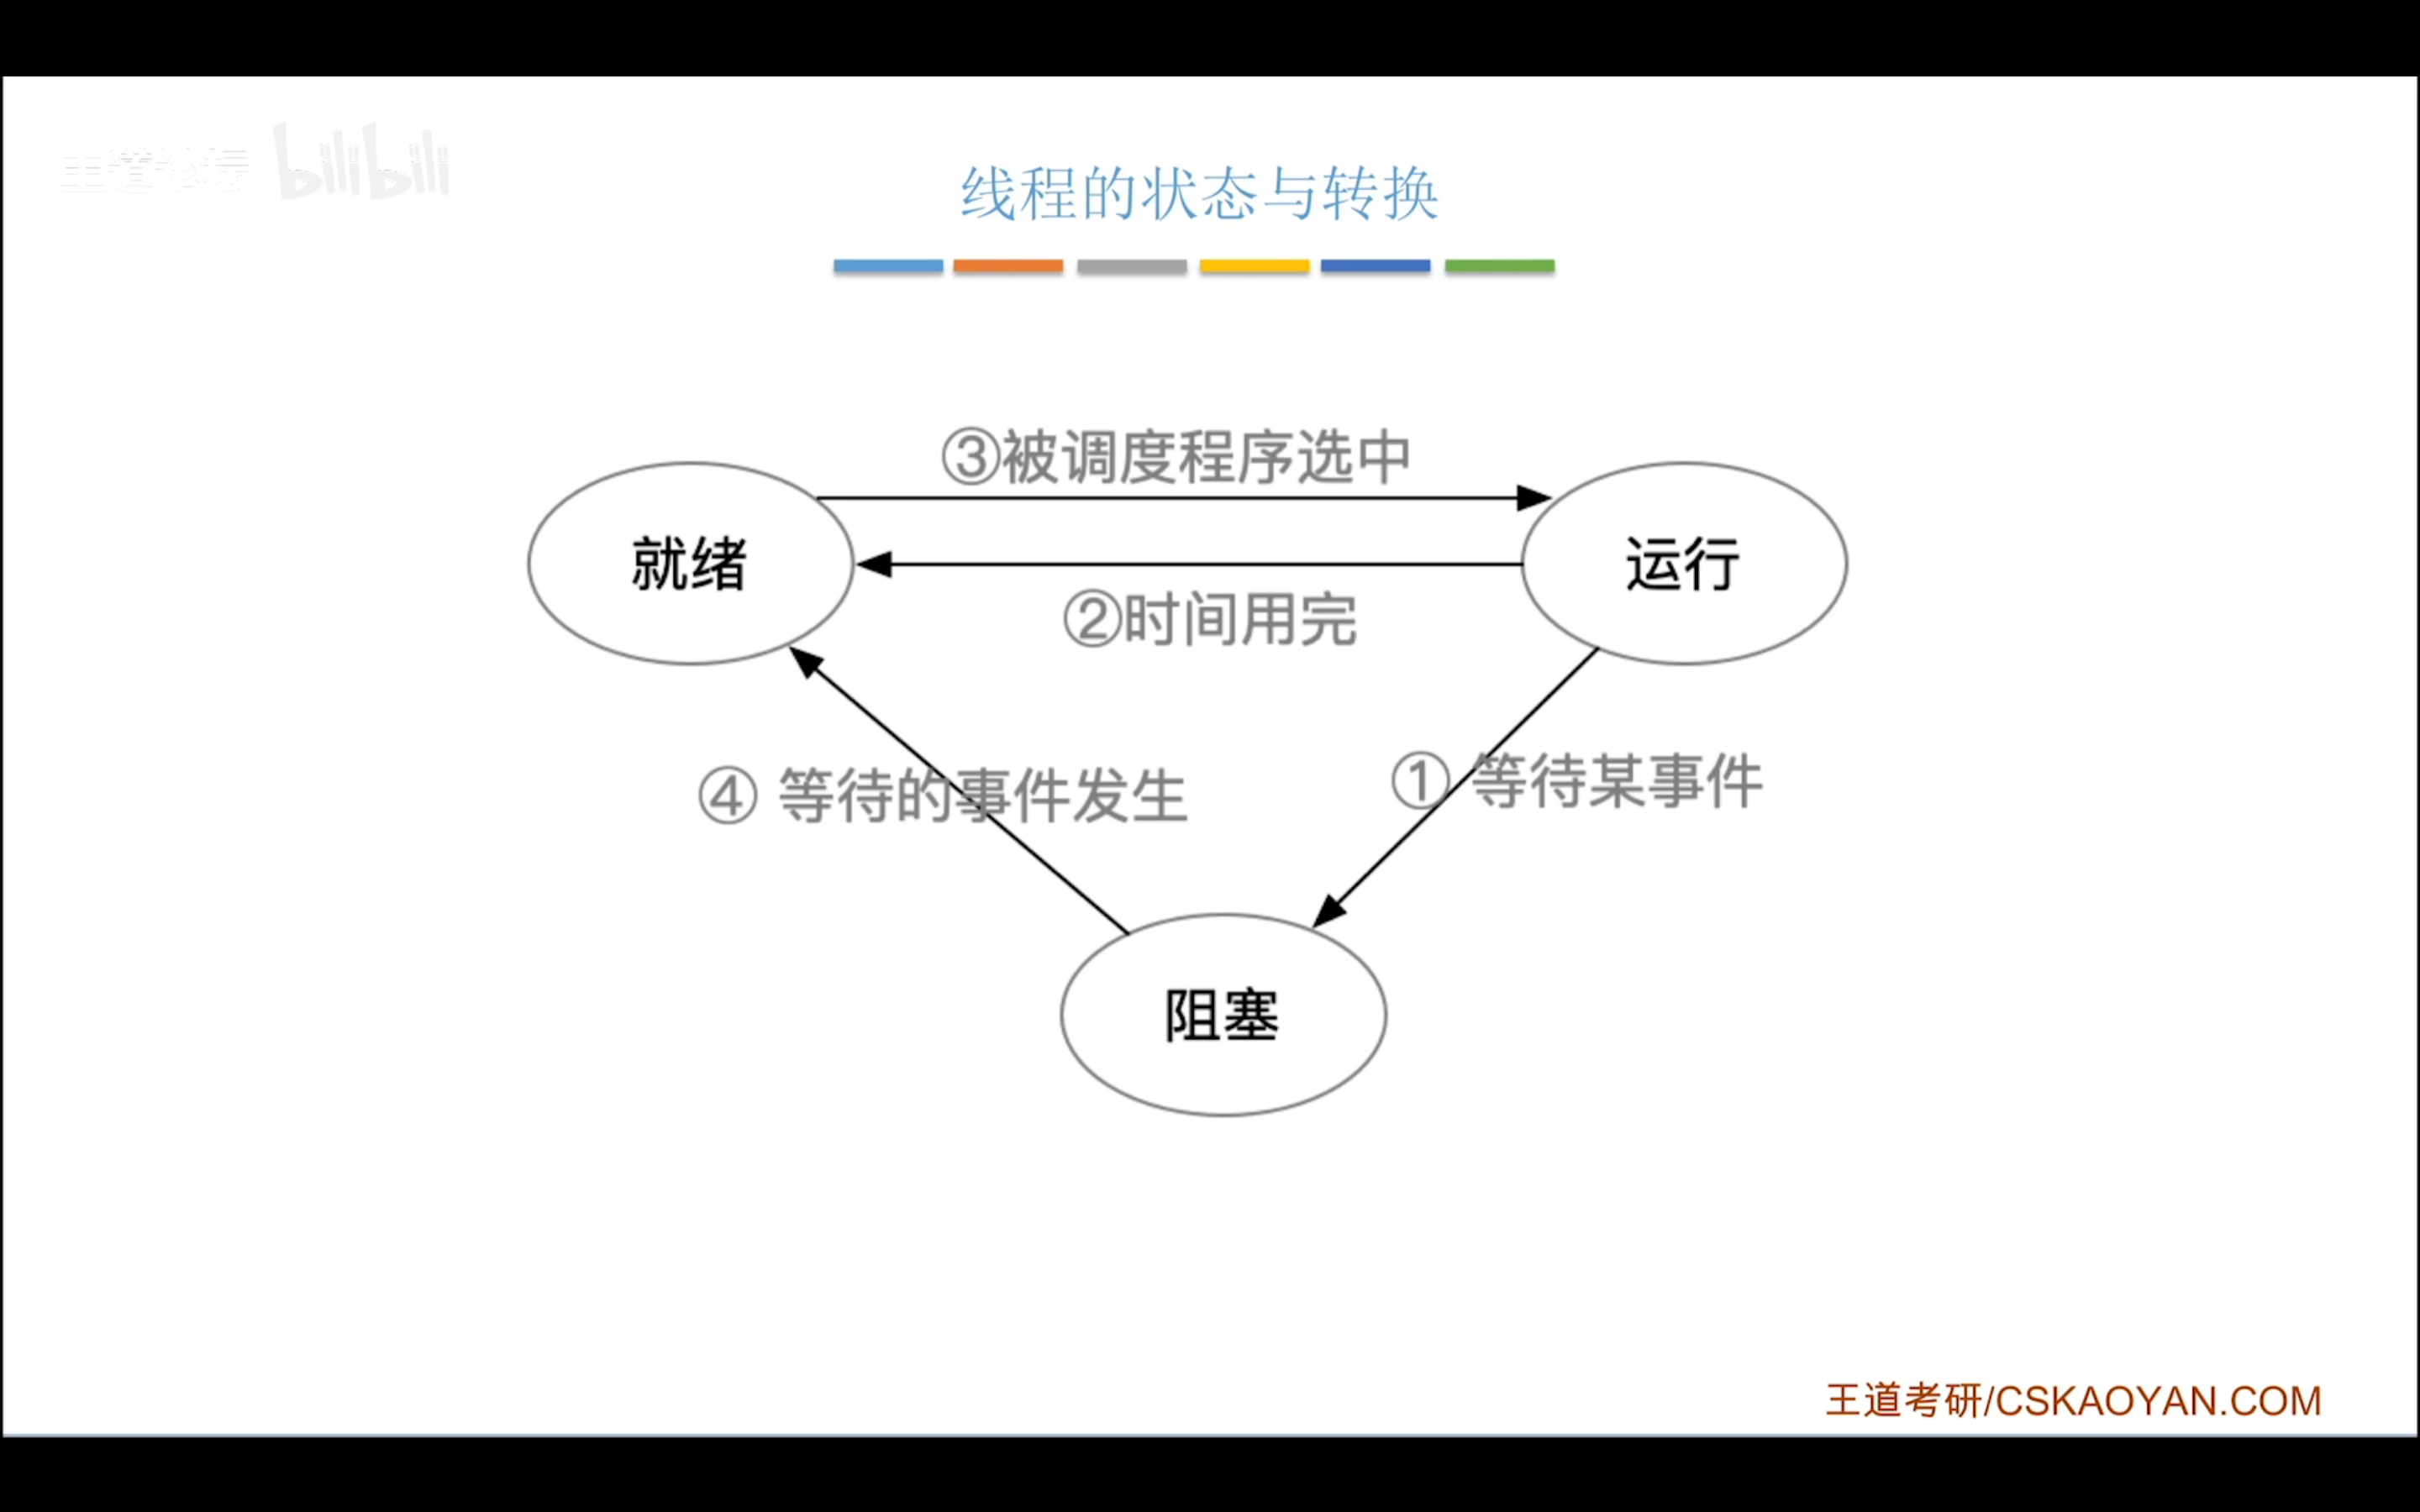 王道论坛 bilibili
线程的状态与转换
③被调度程序选中
就绪
运行
②时间用完
④ 等待的事件发生
① 等待某事件
阻塞
王道考研/CSKAOYAN.COM